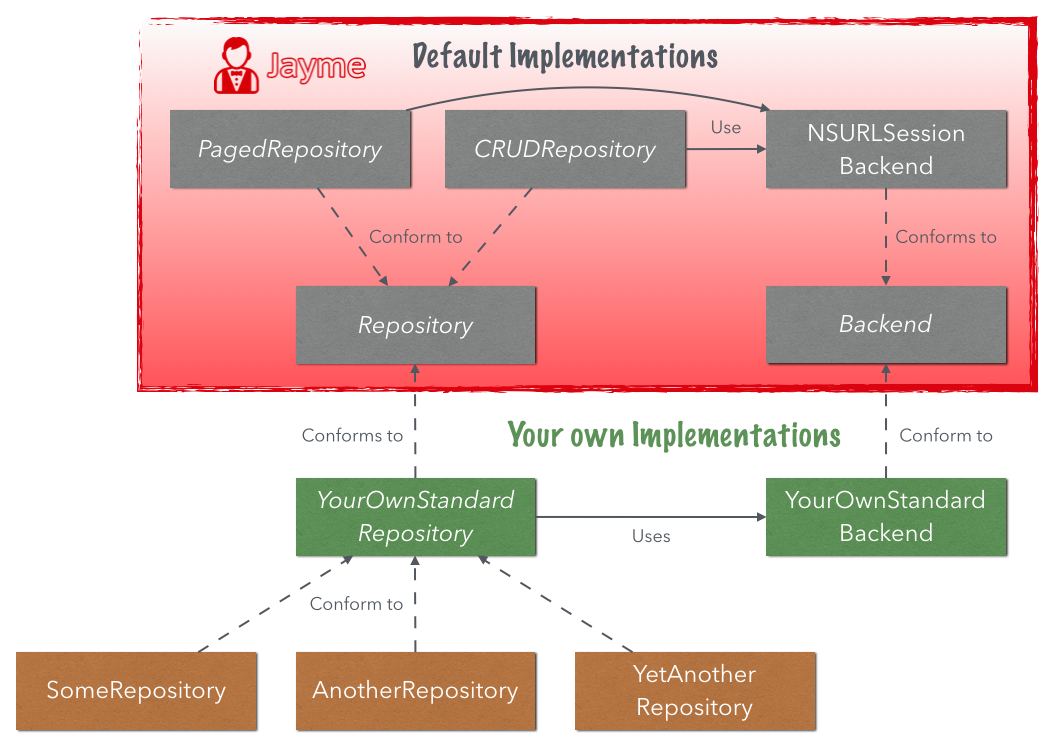 Jayme
Default Implementations
PagedRepository
CRUDRepository
Use
NSURLSession
Backend
Conform to
Conforms to
Repository
Backend
Conforms to
Your own Implementations
Conform to
YourOwnStandard
Repository
Uses
YourOwnStandard
Backend
Conform to
SomeRepository
AnotherRepository
YetAnother
Repository